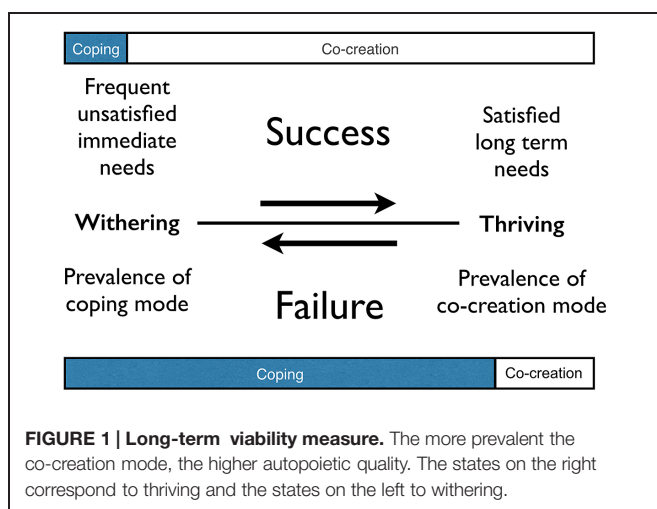 Coping Co-creation
Frequent
unsatisfied
immediate
needs
Success
Satisfied
long term
needs
Withering
Thriving
Prevalence of
coping mode
Failure
Prevalence of
co-creation mode
Coping Co-creation
FIGURE 1 | Long-term viability measure. The more prevalent the
co-creation mode, the higher autopoietic quality. The states on the right
correspond to thriving and the states on the left to withering.